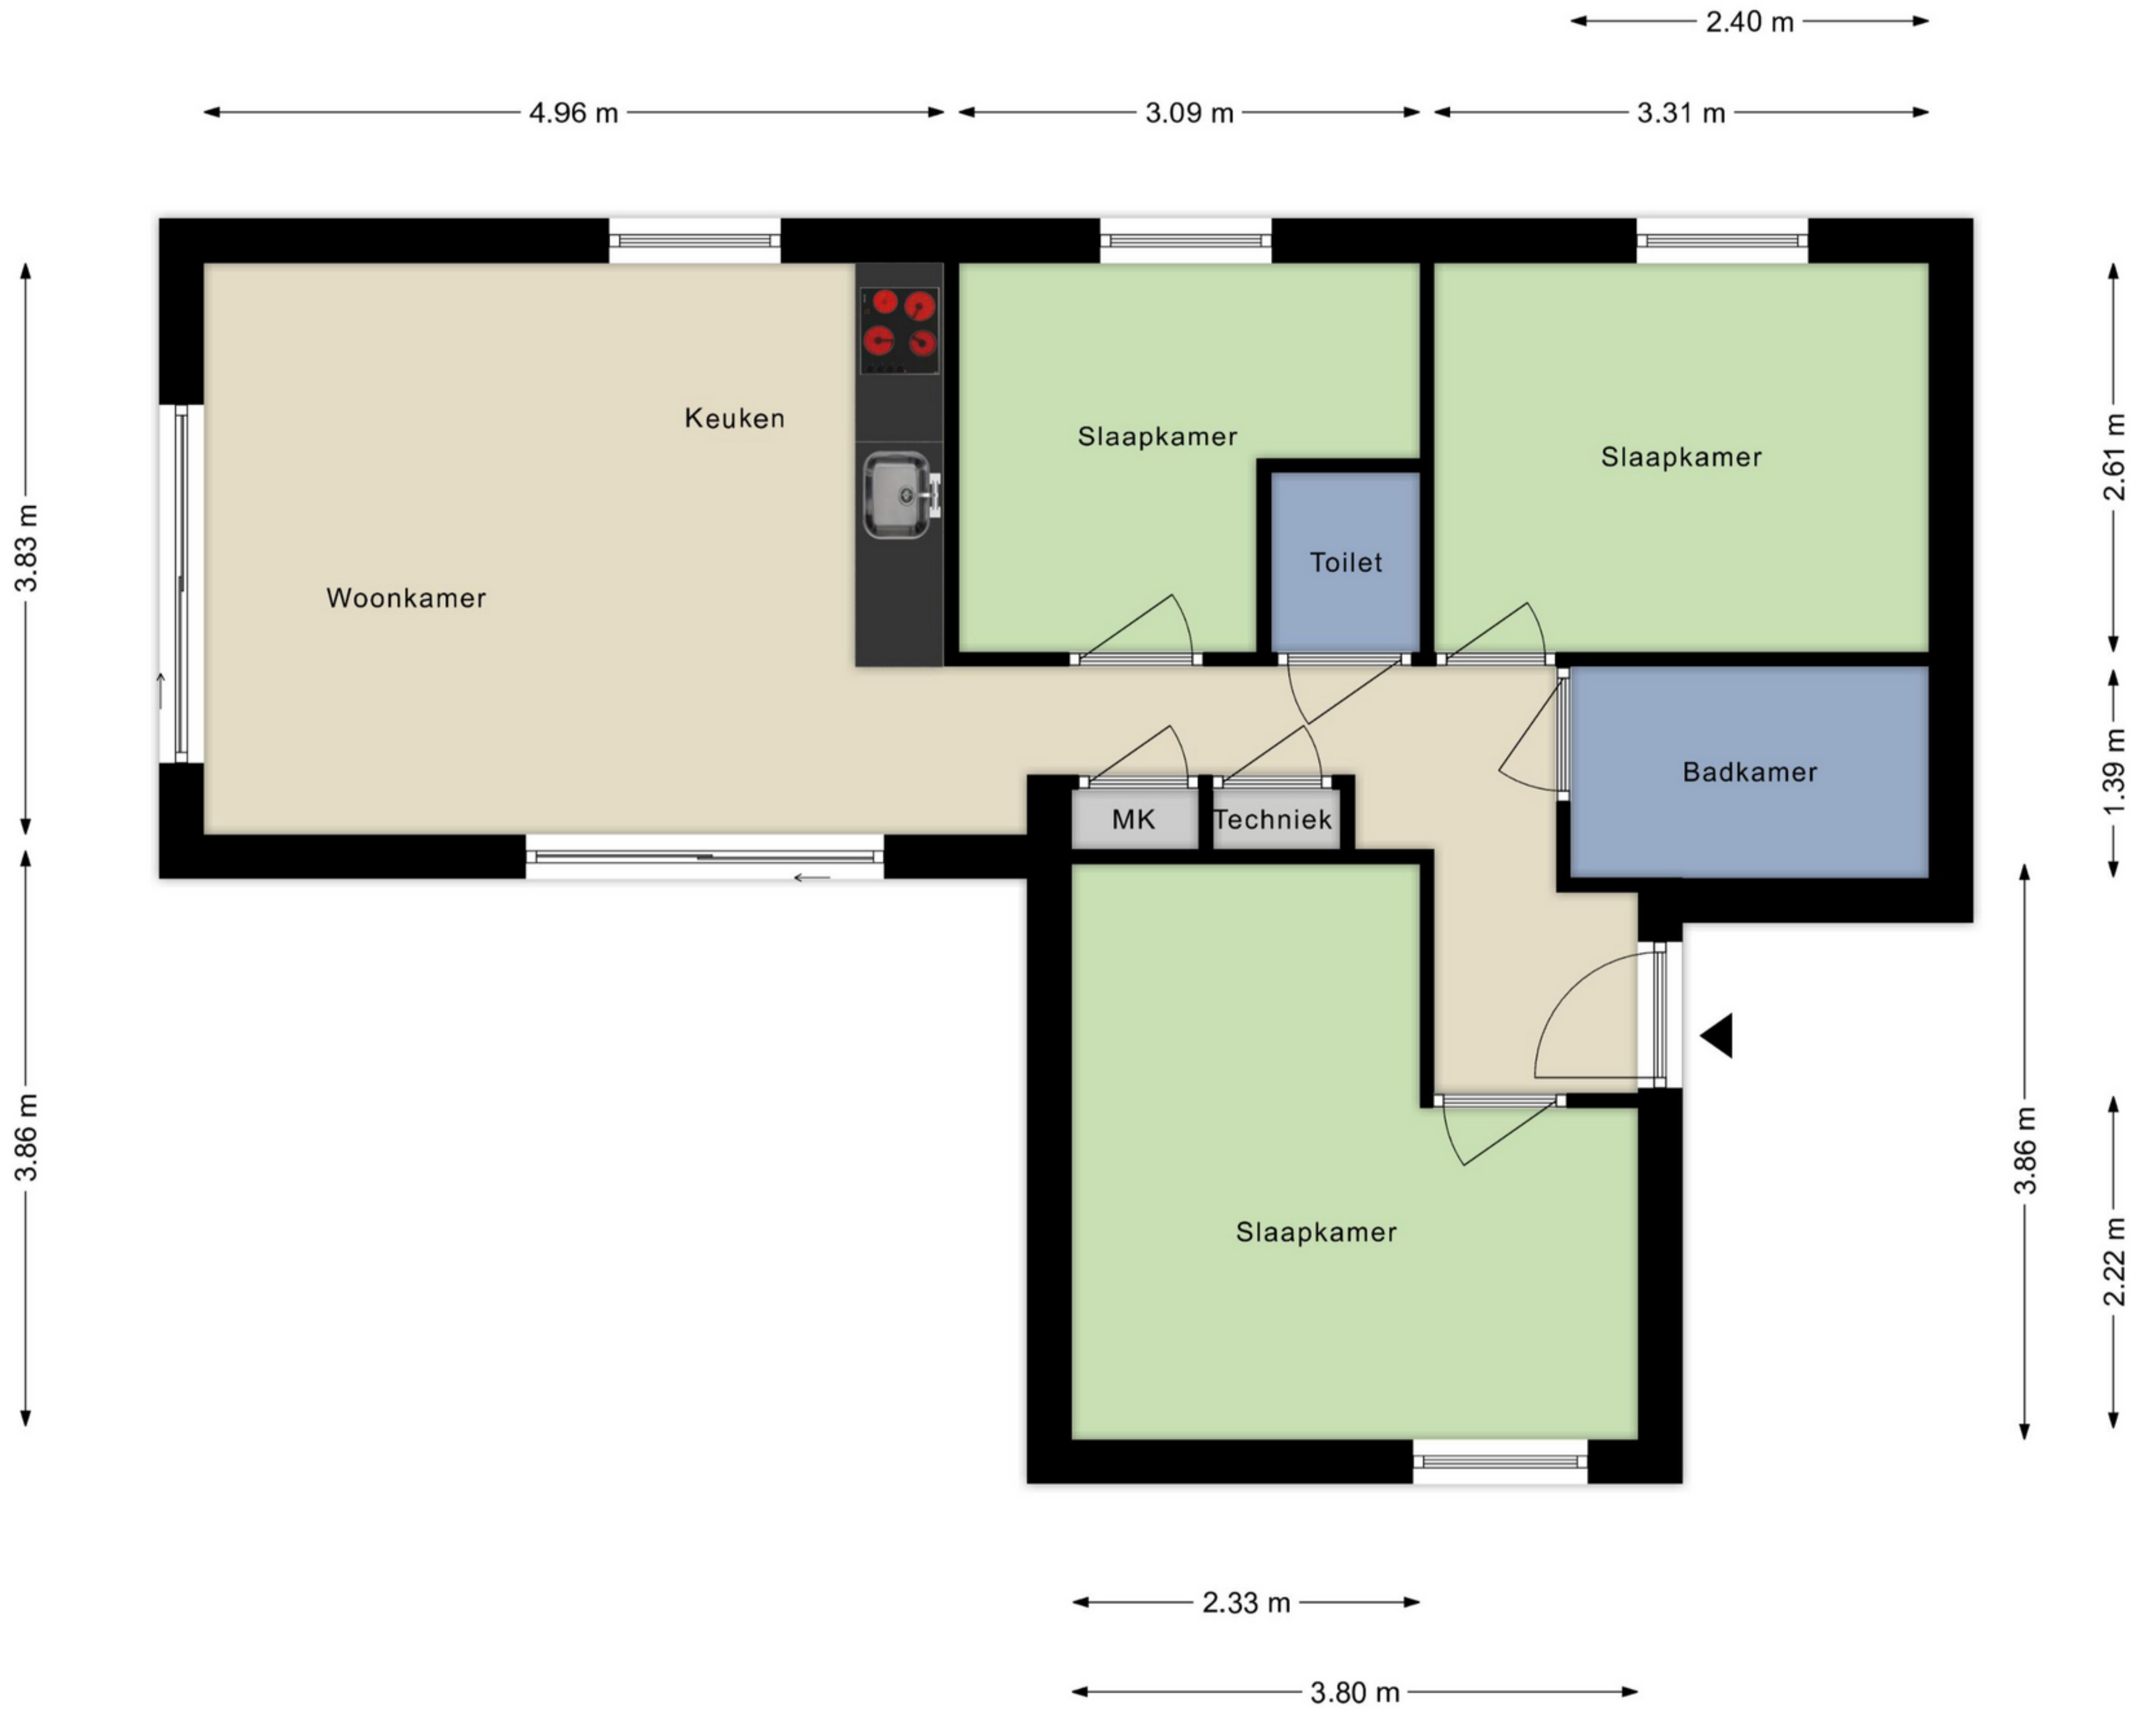 2.40 m
4.96 m
3.09 m
3.31 m
Keuken
Slaapkamer
Slaapkamer
2.61 m
3.83 m
Toilet
Woonkamer
Badkamer
1.39 m
MK
Techniek
3.86 m
3.86 m
Slaapkamer
2.22 m
2.33 m
3.80 m